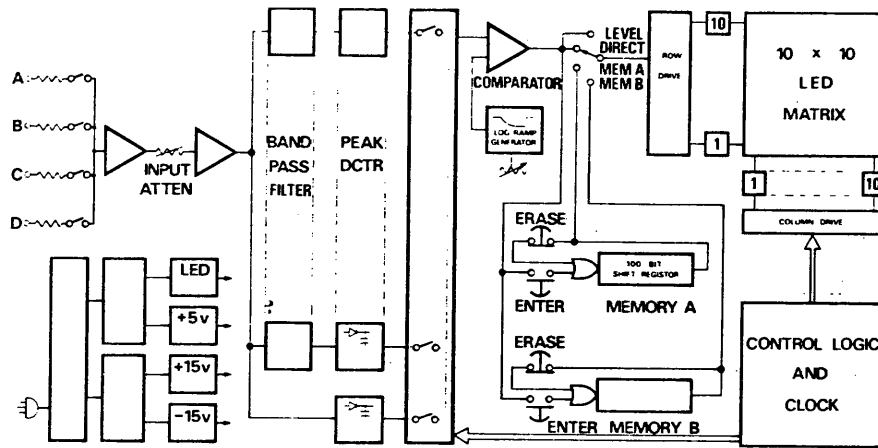 A
B
C
D
INPUT
ATTEN
BAND
PASS
FILTER
PEAK
DCTR
COMPARATOR
LOG RAMP
GENERATOR
LEVEL
DIRECT
MEM A
MEM B
ROW
DRIVE
10
1
10 x 10
LED
MATRIX
1
10
COLUMN DRIVE
ERASE
100 BIT
SHIFT REGISTOR
ENTER
MEMORY A
ERASE
ENTER MEMORY B
CONTROL LOGIC
AND
CLOCK
LED
+5v
+15v
-15v